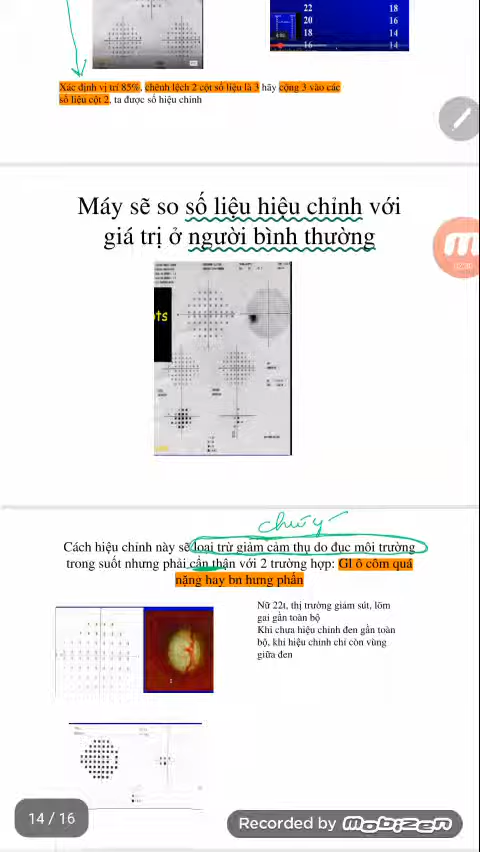 22 18
20 16
18 14
16 14
Xác định vị trí 85%, chênh lệch 2 cột số liệu là 3 hãy cộng 3 vào các
số liệu cột 2, ta được số hiệu chỉnh
Máy sẽ so số liệu hiệu chỉnh với
giá trị ở người bình thường
ts
chú ý
Cách hiệu chỉnh này sẽ loại trừ giảm cảm thụ do đục môi trường
trong suốt nhưng phải cẩn thận với 2 trường hợp: Gl ô côm quá
nặng hay bn hưng phấn
Nữ 22t, thị trường giảm sút, lõm
gai gần toàn bộ
Khi chưa hiệu chỉnh đen gần toàn
bộ, khi hiệu chỉnh chỉ còn vùng
giữa đen
14 / 16
Recorded by mobizen